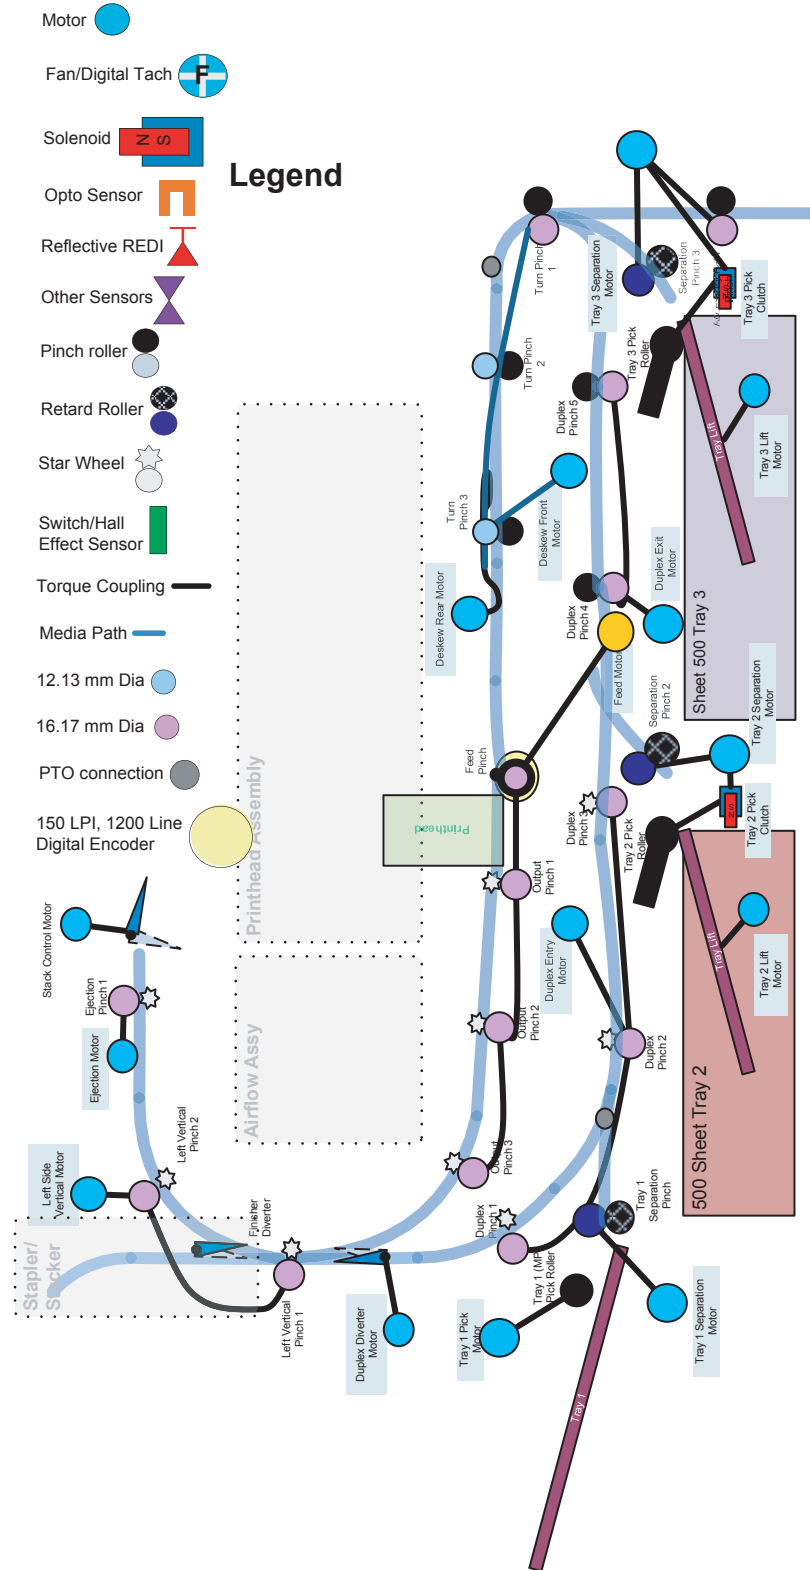 Motor
Fan/Digital Tach
F
Solenoid
N
S
Legend
Opto Sensor
Reflective REDI
Other Sensors
Pinch roller
Retard Roller
Star Wheel
Switch/Hall
Effect Sensor
Torque Coupling
Media Path
12.13 mm Dia
16.17 mm Dia
PTO connection
150 LPI, 1200 Line
Digital Encoder
Turn Pinch
1
Tray 3 Separation
Motor
Separation
Pinch 3
Tray 3 Pick
Clutch
Turn Pinch
2
Duplex
Pinch 5
Tray 3 Pick
Roller
Tray Lift
Tray 3 Lift
Motor
Turn
Pinch 3
Deskew Front
Motor
Deskew Rear Motor
Duplex
Pinch 4
Duplex Exit
Motor
Feed Motor
Sheet 500 Tray 3
Separation
Pinch 2
Tray 2 Separation
Motor
Feed
Pinch
Printhead Assembly
Printhead
Duplex
Pinch 3
Tray 2 Pick
Roller
N
S
Tray 2 Pick
Clutch
Output
Pinch 1
Stack Control Motor
Ejection
Pinch 1
Ejection Motor
Duplex Entry
Motor
Tray Lift
Tray 2 Lift
Motor
Output
Pinch 2
Duplex
Pinch 2
Airflow Assy
500 Sheet Tray 2
Left Vertical
Pinch 2
Left Side
Vertical Motor
Output
Pinch 3
Duplex
Pinch 1
Tray 1
Separation
Pinch
Finisher
Diverter
Stapler/
Stacker
Left Vertical
Pinch 1
Duplex Diverter
Motor
Tray 1 (MP)
Pick Roller
Tray 1 Pick
Motor
Tray 1 Separation
Motor
Tray 1